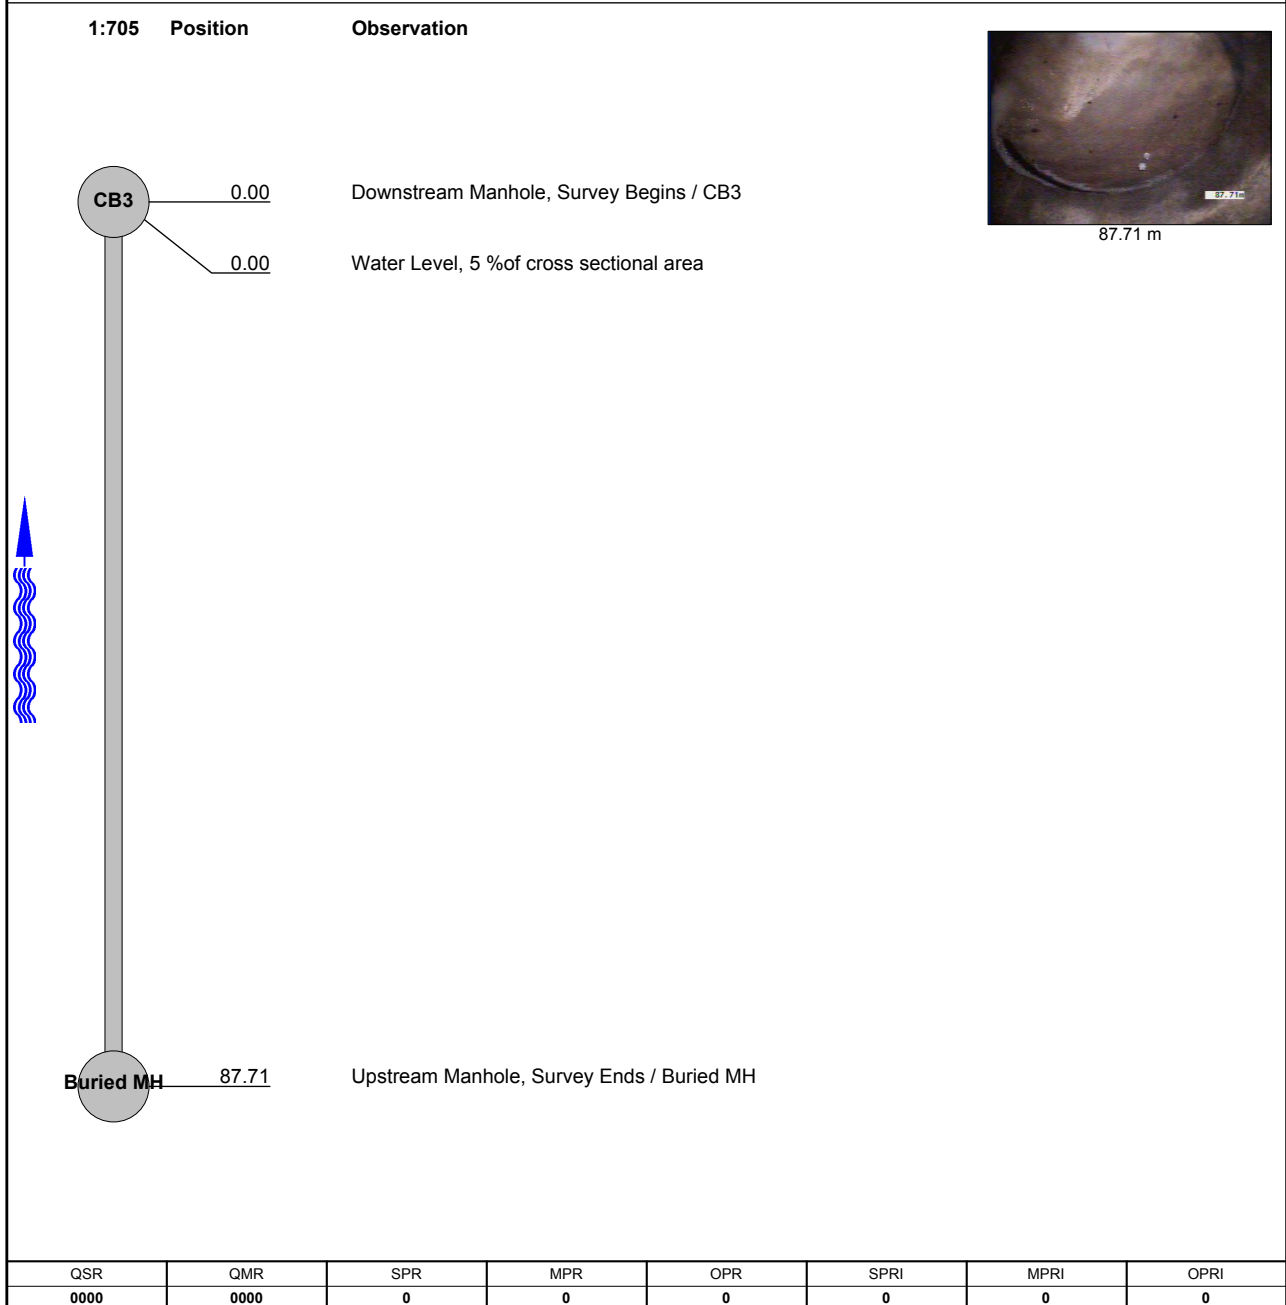 1:705 Position Observation
CB3 0.00 Downstream Manhole, Survey Begins / CB3
87.71m
87.71 m
0.00 Water Level, 5 %of cross sectional area
Buried MH 87.71 Upstream Manhole, Survey Ends / Buried MH
QSR QMR SPR MPR OPR SPRI MPRI OPRI
0000 0000 0 0 0 0 0 0